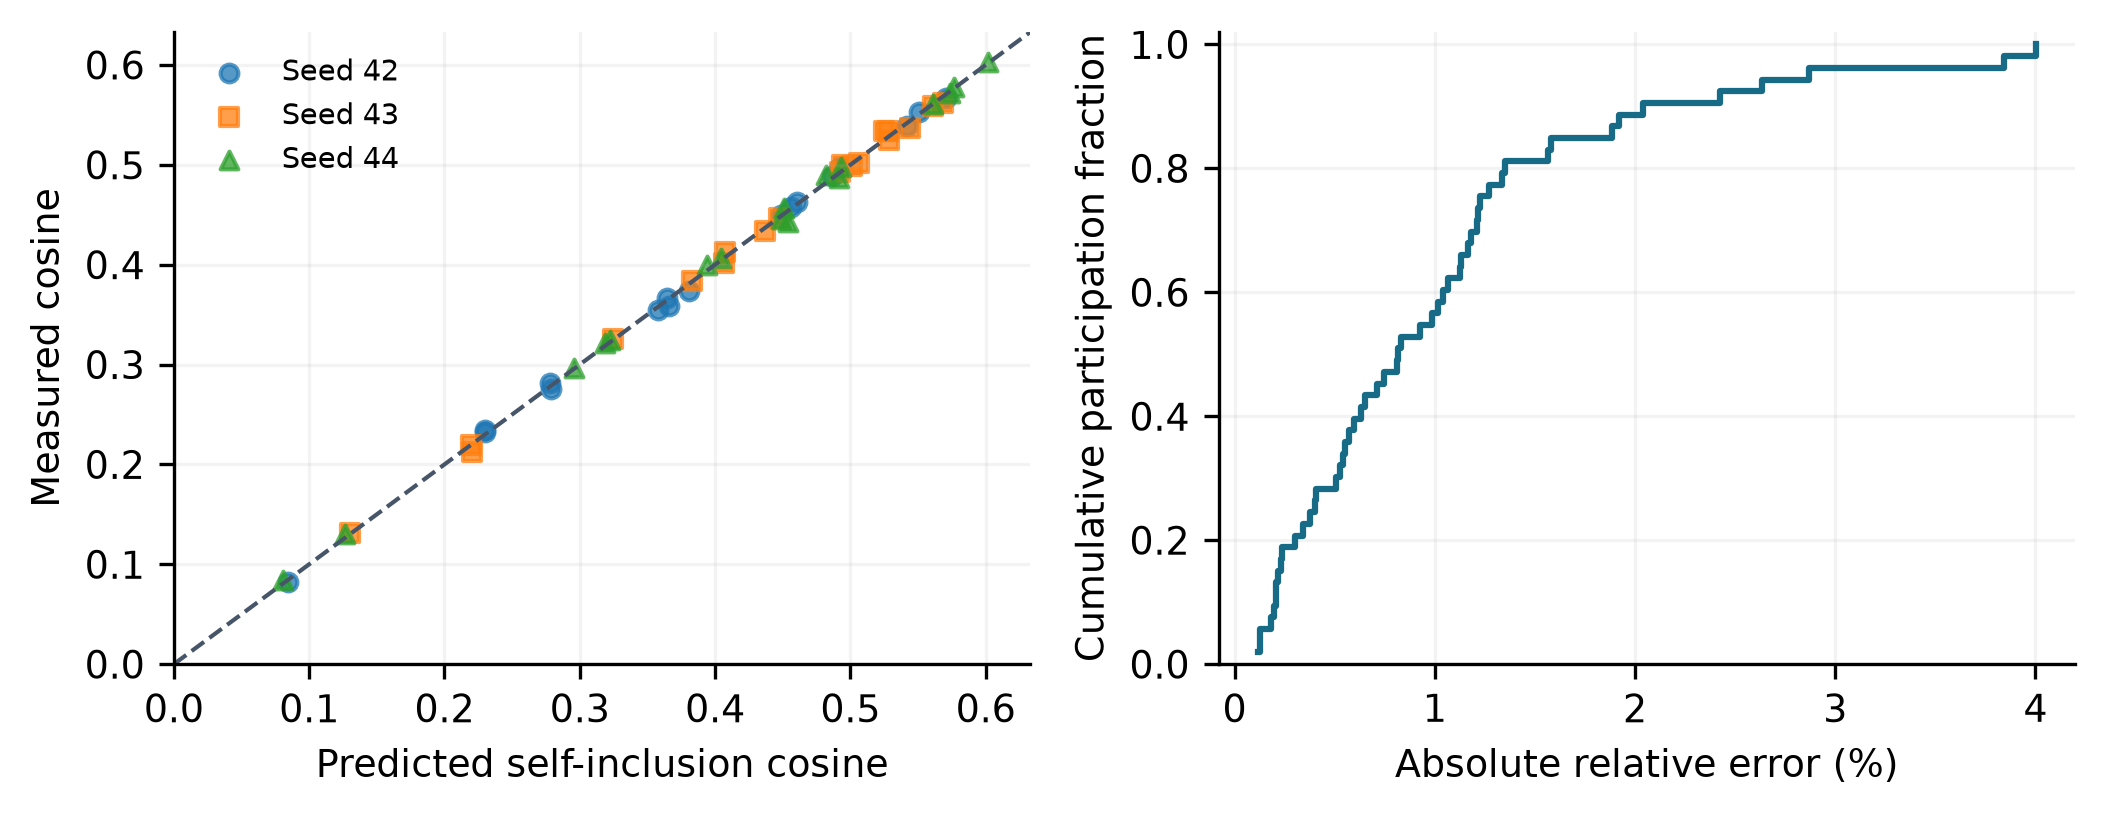 0.6
0.5
0.4
0.3
0.2
0.1
0.0
Measured cosine
Seed 42
Seed 43
Seed 44
0.0 0.1 0.2 0.3 0.4 0.5 0.6
Predicted self-inclusion cosine
1.0
0.8
0.6
0.4
0.2
0.0
Cumulative participation fraction
0 1 2 3 4
Absolute relative error (%)